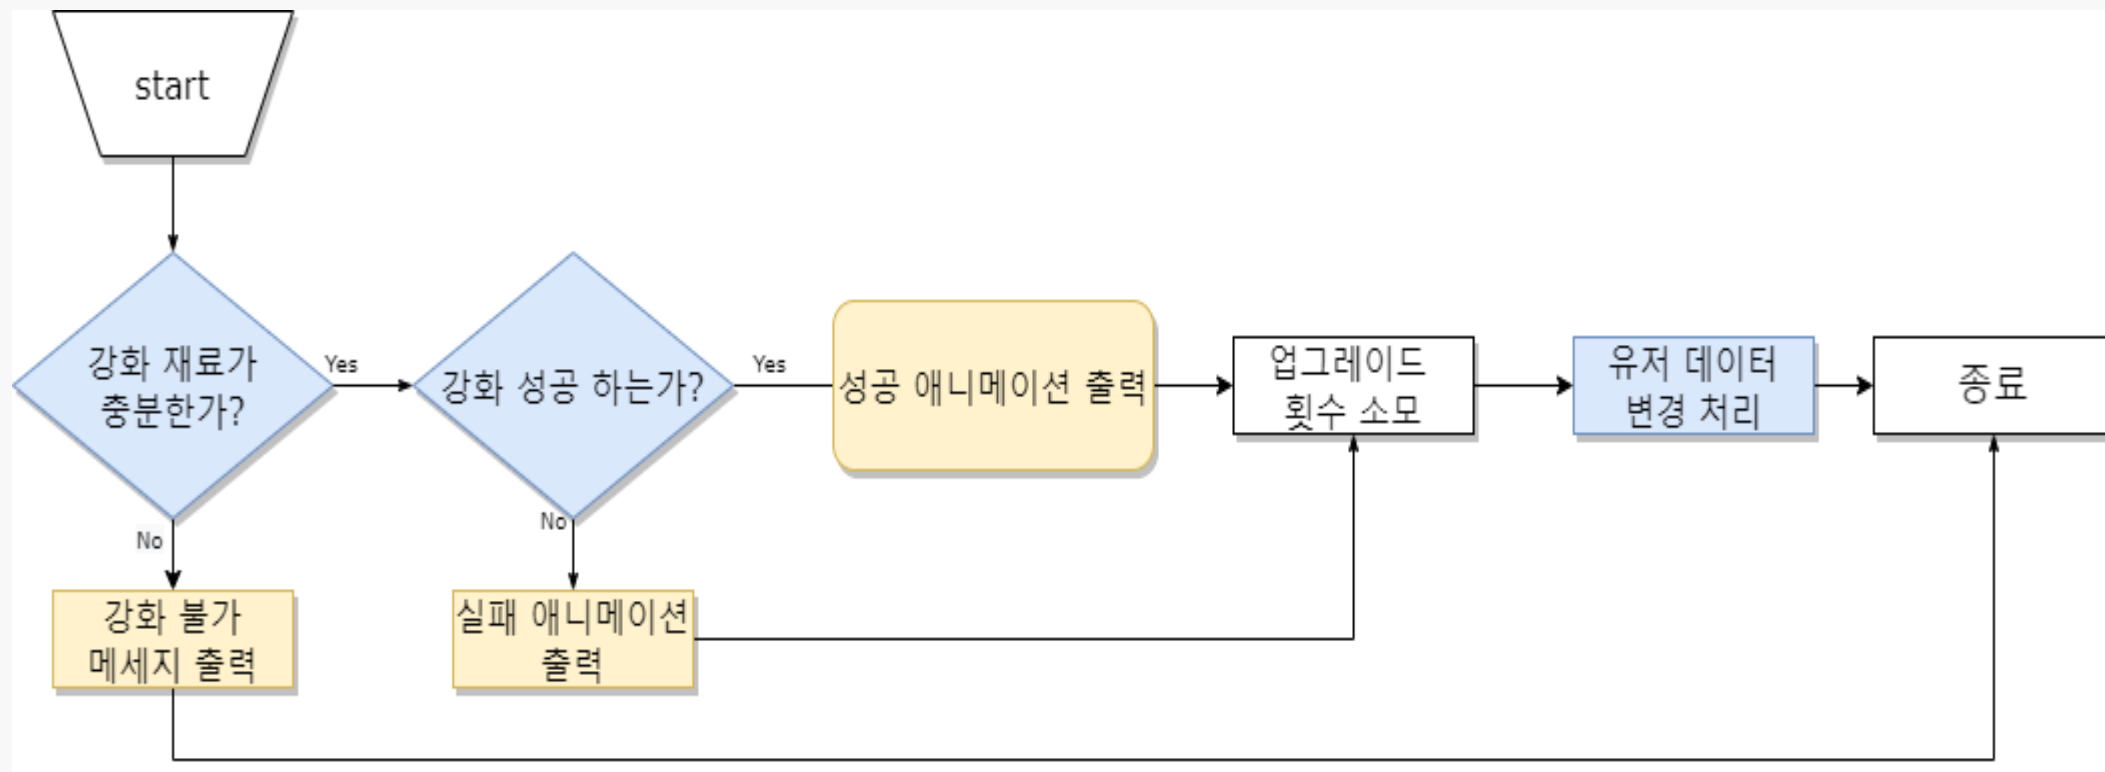 start
강화 재료가
충분한가?
Yes
강화 성공 하는가?
Yes
성공 애니메이션 출력
업그레이드
횟수 소모
유저 데이터
변경 처리
종료
No
No
강화 불가
메세지 출력
실패 애니메이션
출력